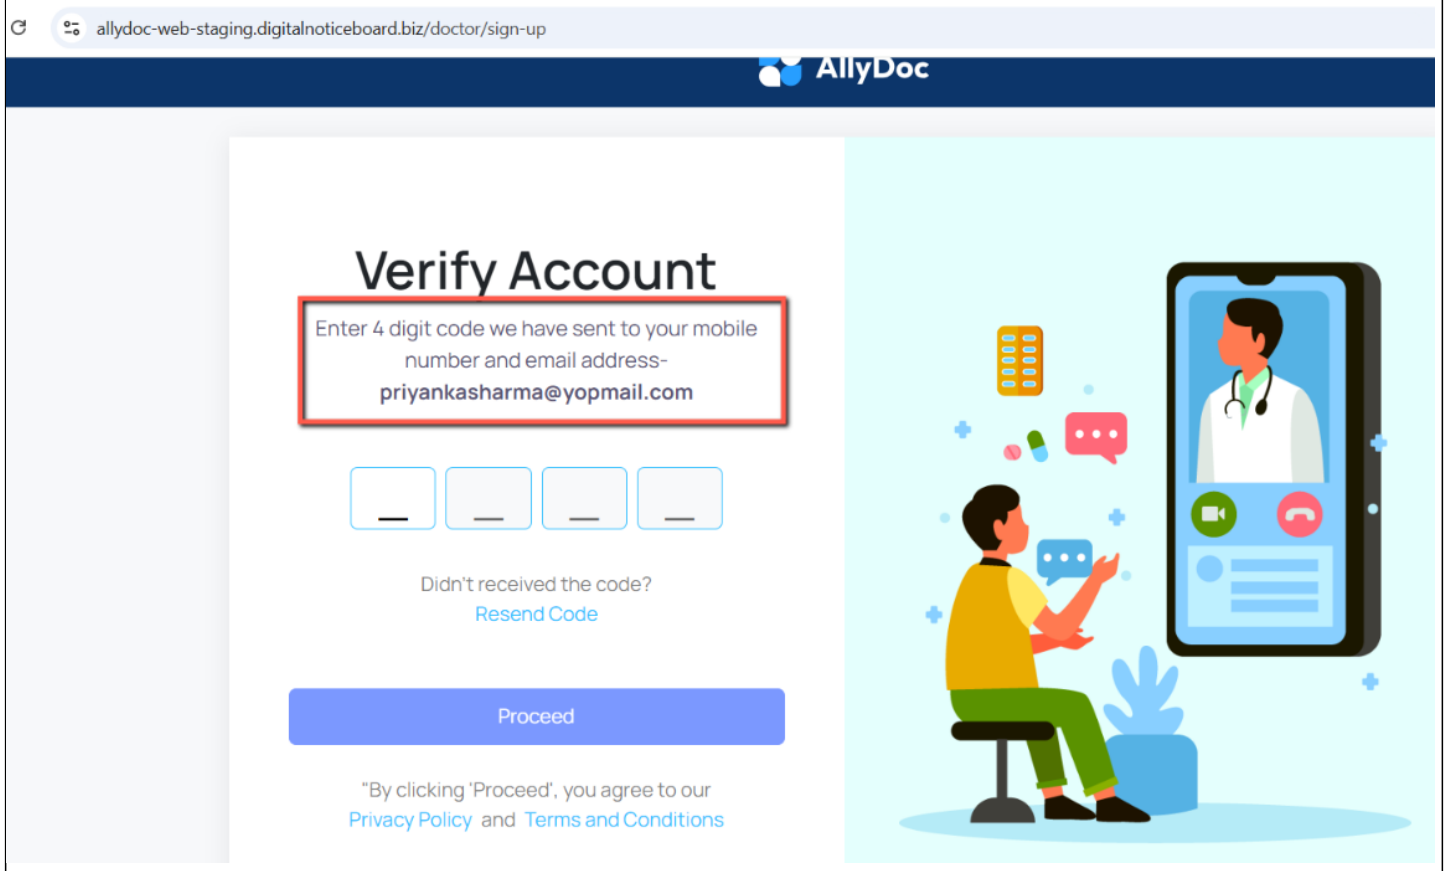 allydoc-web-staging.digitalnoticeboard.biz/doctor/sign-up
AllyDoc
Verify Account
Enter 4 digit code we have sent to your mobile
number and email address-
priyankasharma@yopmail.com
Didn't received the code?
Resend Code
Proceed
"By clicking 'Proceed', you agree to our
Privacy Policy and Terms and Conditions